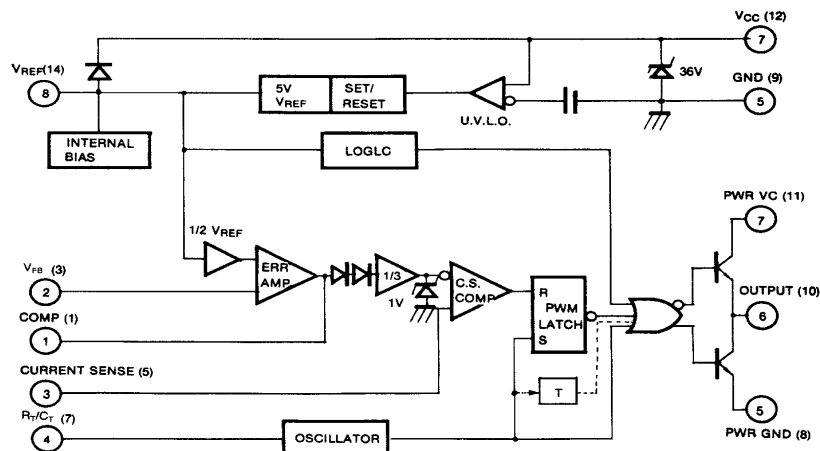 VCC (12)
7
VREF(14)
8
5V
VREF
SET/
RESET
36V
GND (9)
5
U.V.L.O.
INTERNAL
BIAS
LOGLC
PWR VC (11)
7
1/2 VREF
VFB (3)
2
ERR
AMP
1/3
1V
C.S.
COMP
R
PWM
LATCH
S
OUTPUT (10)
6
COMP (1)
1
CURRENT SENSE (5)
3
T
5
PWR GND (8)
RT/CT (7)
4
OSCILLATOR